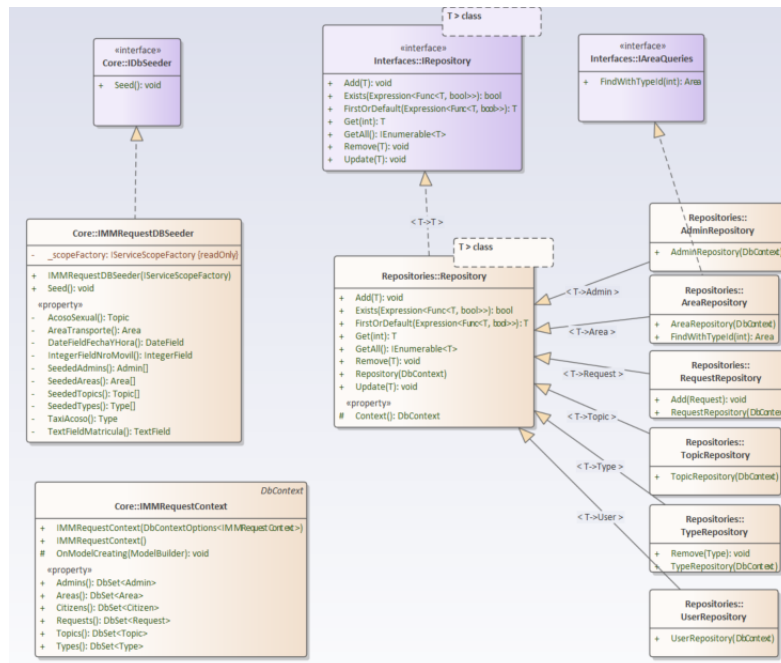 «interface»
Core::IDbSeeder
+ Seed(): void
T > class
«interface»
Interfaces::IRepository
+ Add(T): void
+ Exists(Expression<Func<T, bool>>): bool
+ FirstOrDefault(Expression<Func<T, bool>>): T
+ Get(int): T
+ GetAll(): IEnumerable<T>
+ Remove(T): void
+ Update(T): void
«interface»
Interfaces::IAreaQueries
+ FindWithTypeId(int): Area
< T->T >
Core::IMMRequestDBSeeder
- _scopeFactory: IServiceScopeFactory {readOnly}
+ IMMRequestDBSeeder(IServiceScopeFactory)
+ Seed(): void
«property»
- AcosoSexual(): Topic
- AreaTransporte(): Area
- DateFieldFechaYHora(): DateField
- IntegerFieldNroMovil(): IntegerField
- SeededAdmins(): Admin[]
- SeededAreas(): Area[]
- SeededTopics(): Topic[]
- SeededTypes(): Type[]
- TaxiAcoso(): Type
- TextFieldMatricula(): TextField
T > class
Repositories::Repository
+ Add(T): void
+ Exists(Expression<Func<T, bool>>): bool
+ FirstOrDefault(Expression<Func<T, bool>>): T
+ Get(int): T
+ GetAll(): IEnumerable<T>
+ Remove(T): void
+ Repository(DbContext)
+ Update(T): void
«property»
# Context(): DbContext
< T->Admin >
< T->Area >
< T->Request >
< T->Topic >
< T->Type >
< T->User >
Repositories::
AdminRepository
+ AdminRepository(DbContext)
Repositories::
AreaRepository
+ AreaRepository(DbContext)
+ FindWithTypeId(int): Area
Repositories::
RequestRepository
+ Add(Request): void
+ RequestRepository(DbContext
Repositories::
TopicRepository
+ TopicRepository(DbContext)
Repositories::
TypeRepository
+ Remove(Type): void
+ TypeRepository(DbContext)
Repositories::
UserRepository
+ UserRepository(DbContext)
DbContext
Core::IMMRequestContext
+ IMMRequestContext(DbContextOptions<IMMRequestContext>)
+ IMMRequestContext()
# OnModelCreating(ModelBuilder): void
«property»
+ Admins(): DbSet<Admin>
+ Areas(): DbSet<Area>
+ Citizens(): DbSet<Citizen>
+ Requests(): DbSet<Request>
+ Topics(): DbSet<Topic>
+ Types(): DbSet<Type>